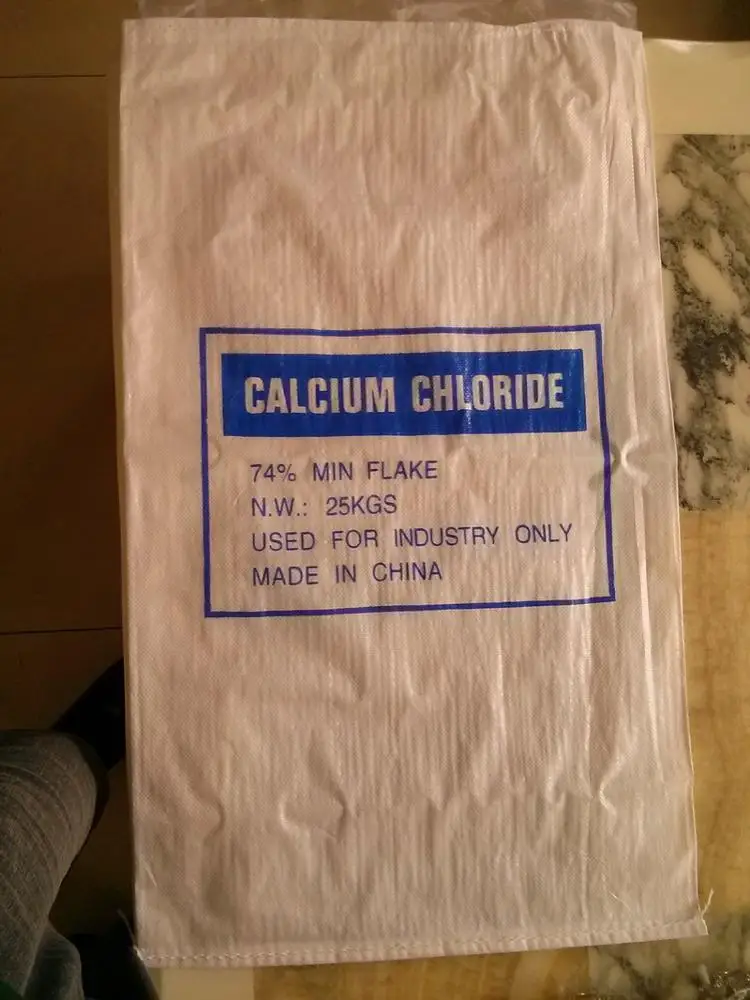 CALCIUM CHLORIDE
74% MIN FLAKE
N.W.: 25KGS
USED FOR INDUSTRY ONLY
MADE IN CHINA